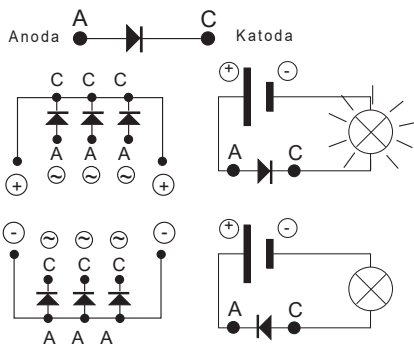 Anoda A C Katoda
C C C
A A A
~ ~ ~
+ +
+ -
A C
- ~ ~ ~ -
C C C
A A A
+ -
A C